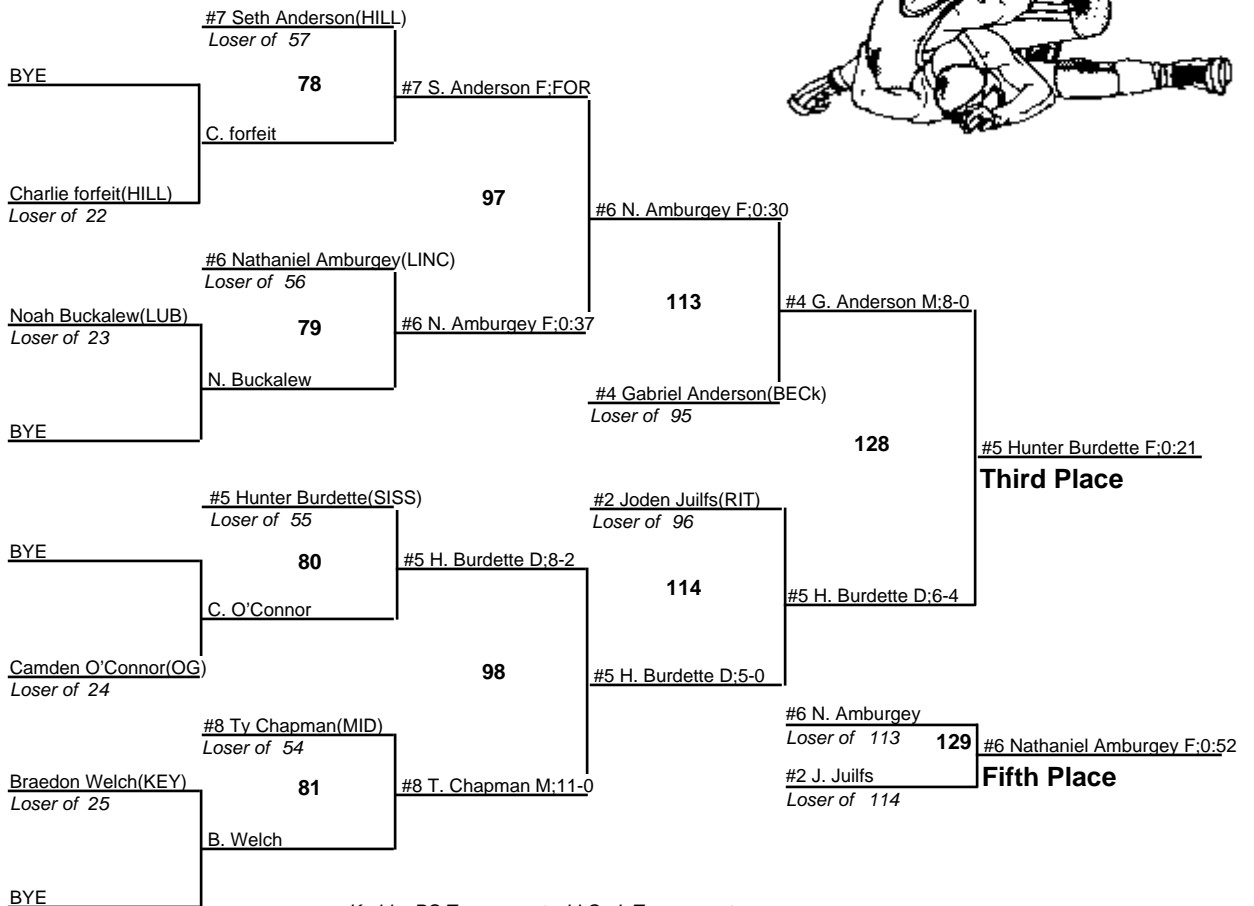 #7 Seth Anderson(HILL)
Loser of 57
BYE
78
#7 S. Anderson F;FOR
C. forfeit
Charlie forfeit(HILL)
Loser of 22
97
#6 N. Amburgey F;0:30
#6 Nathaniel Amburgey(LINC)
Loser of 56
113
#4 G. Anderson M;8-0
Noah Buckalew(LUB)
Loser of 23
79
#6 N. Amburgey F;0:37
N. Buckalew
#4 Gabriel Anderson(BECk)
Loser of 95
BYE
128
#5 Hunter Burdette F;0:21
Third Place
#5 Hunter Burdette(SISS)
Loser of 55
#2 Joden Juilfs(RIT)
Loser of 96
BYE
80
#5 H. Burdette D;8-2
114
#5 H. Burdette D;6-4
C. O'Connor
Camden O'Connor(OG)
Loser of 24
98
#5 H. Burdette D;5-0
#8 Ty Chapman(MID)
Loser of 54
#6 N. Amburgey
Loser of 113
129
#6 Nathaniel Amburgey F;0:52
Fifth Place
Braedon Welch(KEY)
Loser of 25
81
#8 T. Chapman M;11-0
#2 J. Juilfs
Loser of 114
B. Welch
BYE